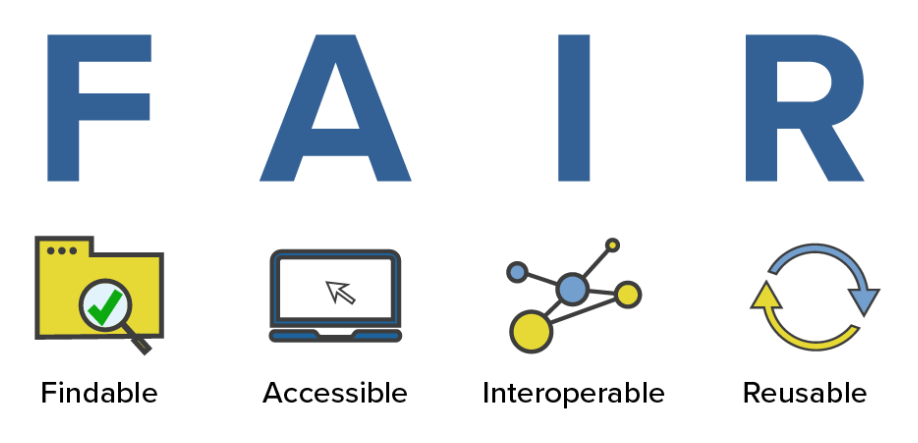 F A I R
Findable Accessible Interoperable Reusable